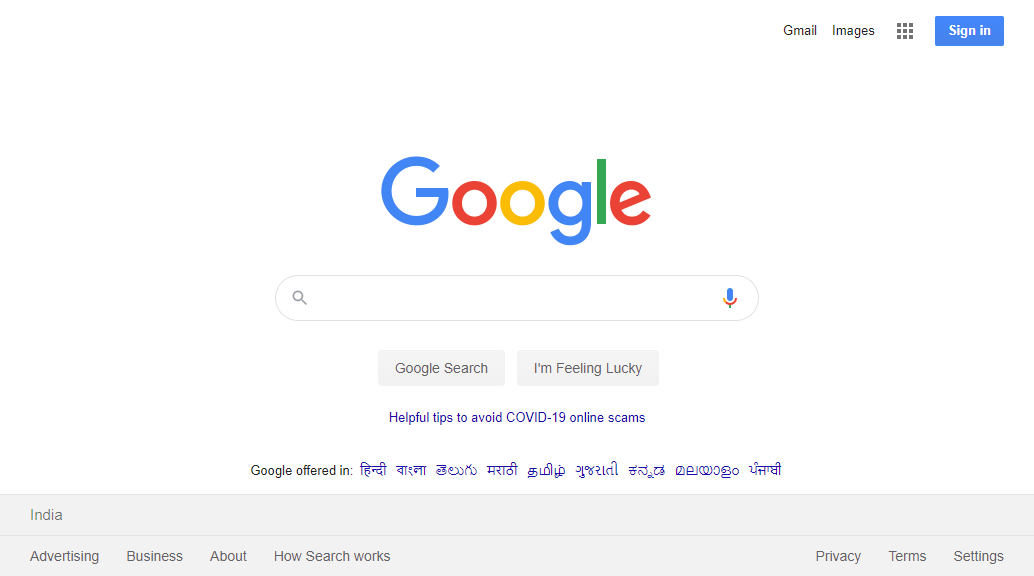 Gmail Images Sign in
Google
Google Search I'm Feeling Lucky
Helpful tips to avoid COVID-19 online scams
Google offered in: हिन्दी বাংলা తెలుగు मराठी தமிழ் ગુજરાતી ಕನ್ನಡ മലയാളം ਪੰਜਾਬੀ
India
Advertising Business About How Search works Privacy Terms Settings